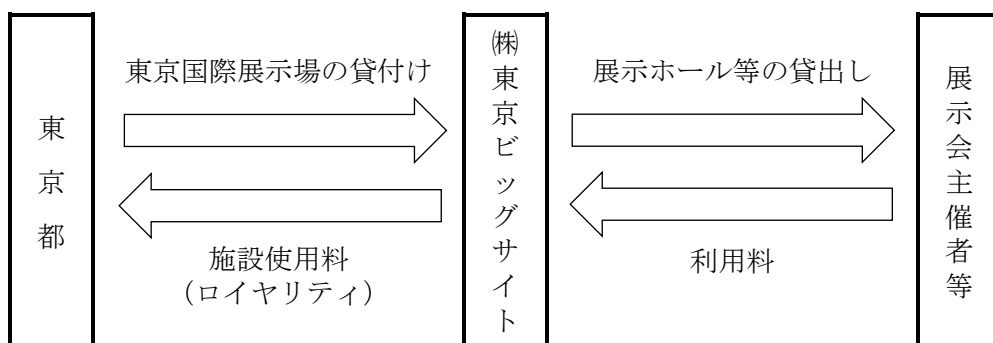 東京都
東京国際展示場の貸付け
施設使用料
（ロイヤリティ）
㈱東京ビッグサイト
展示ホール等の貸出し
利用料
展示会主催者等